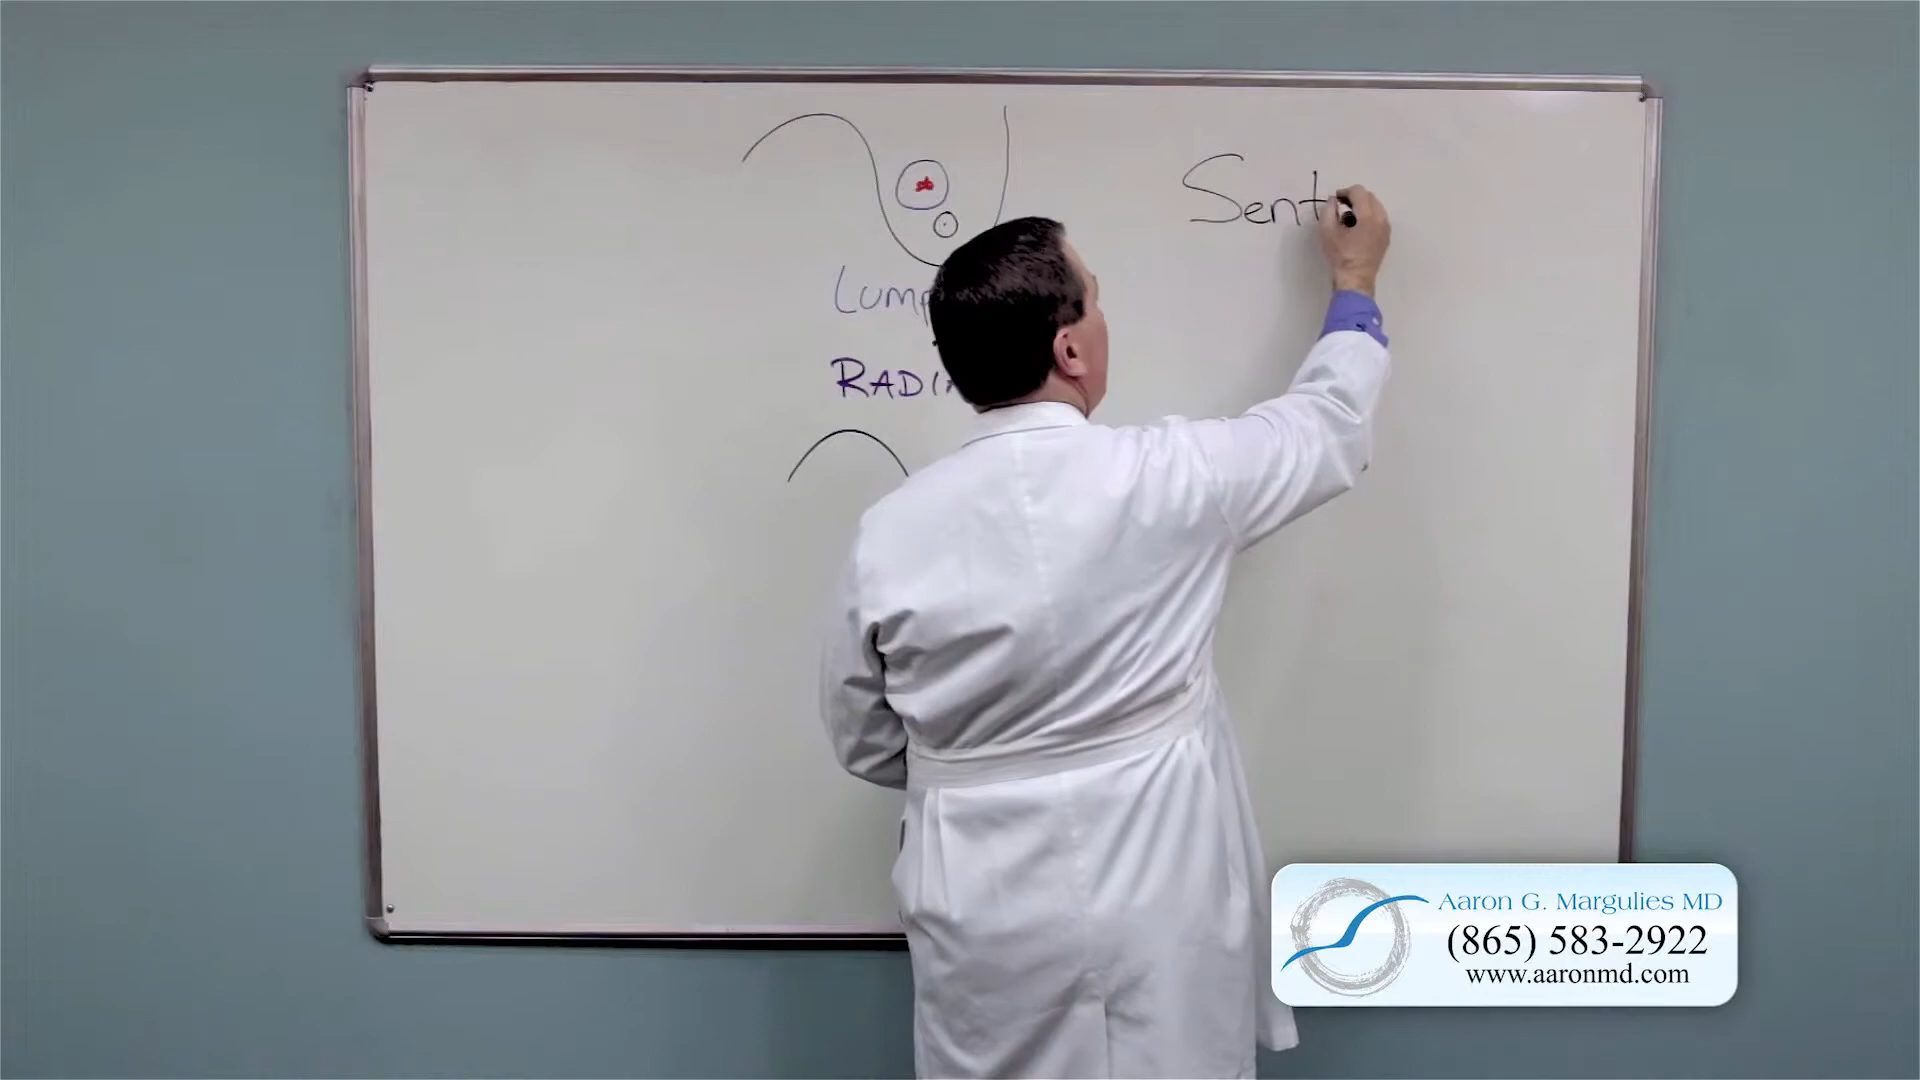 Sent
Lump
RADI
Aaron G. Margulies MD
(865) 583-2922
www.aaronmd.com